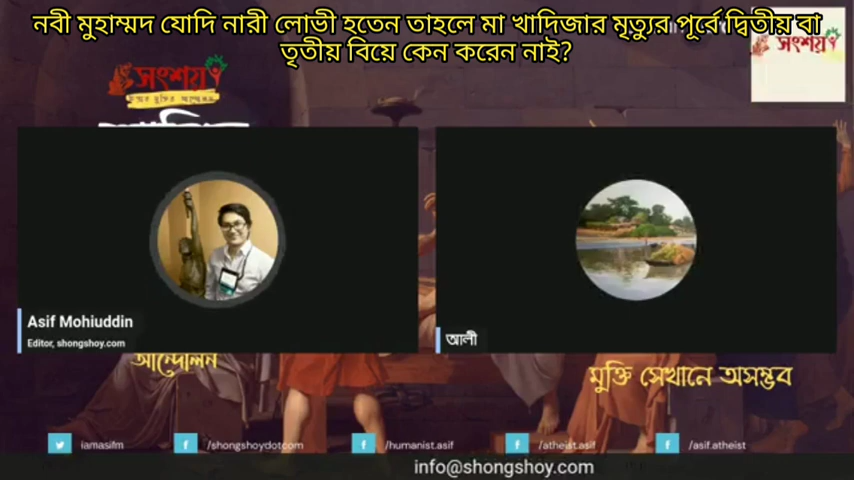 নবী মুহাম্মদ যোদি নারী লোভী হতেন তাহলে মা খাদিজার মৃত্যুর পূর্বে দ্বিতীয় বা
তৃতীয় বিয়ে কেন করেন নাই?
সংশয়
সংশয়
Asif Mohiuddin
Editor, shongshoy.com
আলী
আন্দোলন
মুক্তি সেখানে অসম্ভব
iamasifm
/shongshoydotcom
/humanist.asif
/atheist.asif
/asif.atheist
info@shongshoy.com